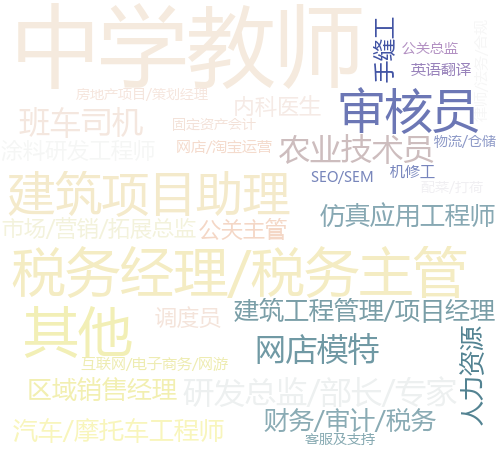 中学教师
手缝工
公关总监
英语翻译
房地产项目/策划经理
内科医生
审核员
班车司机
固定资产会计
涂料研发工
网店/淘宝运营
农业技术员
物流/仓储
建筑项目助理
SEO/SEM
机修工
配菜/打荷
市场/营销/拓展总监
公关主管
仿真应用工程师
税务经理/税务主管
其他
调度员
建筑工程管理/项目经理
网店模特
人力资源
互联网/电子商务/网游
区域销售经理
研发总监/部长/专家
汽车/摩托车工程师
财务/审计/税务
客服及支持